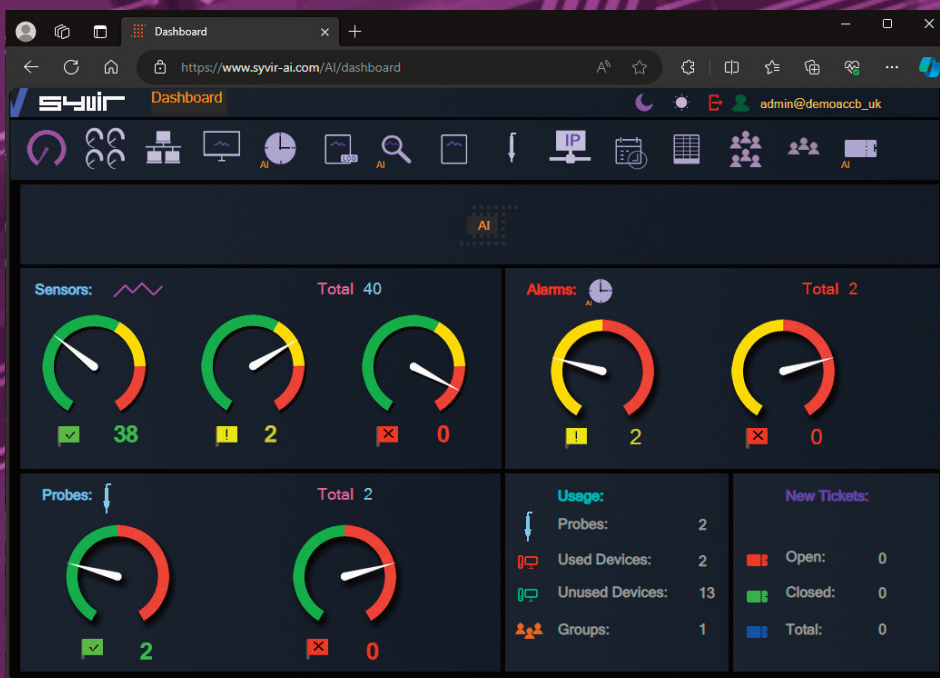 Dashboard
https://www.syvir-ai.com/AI/dashboard
syvir
Dashboard
admin@demoaccb_uk
AI
LOG
AI
IP
AI
AI
Sensors:
Total 40
38
2
0
Alarms:
AI
Total 2
2
0
Probes:
Total 2
2
0
Usage:
Probes: 2
Used Devices: 2
Unused Devices: 13
Groups: 1
New Tickets:
Open: 0
Closed: 0
Total: 0